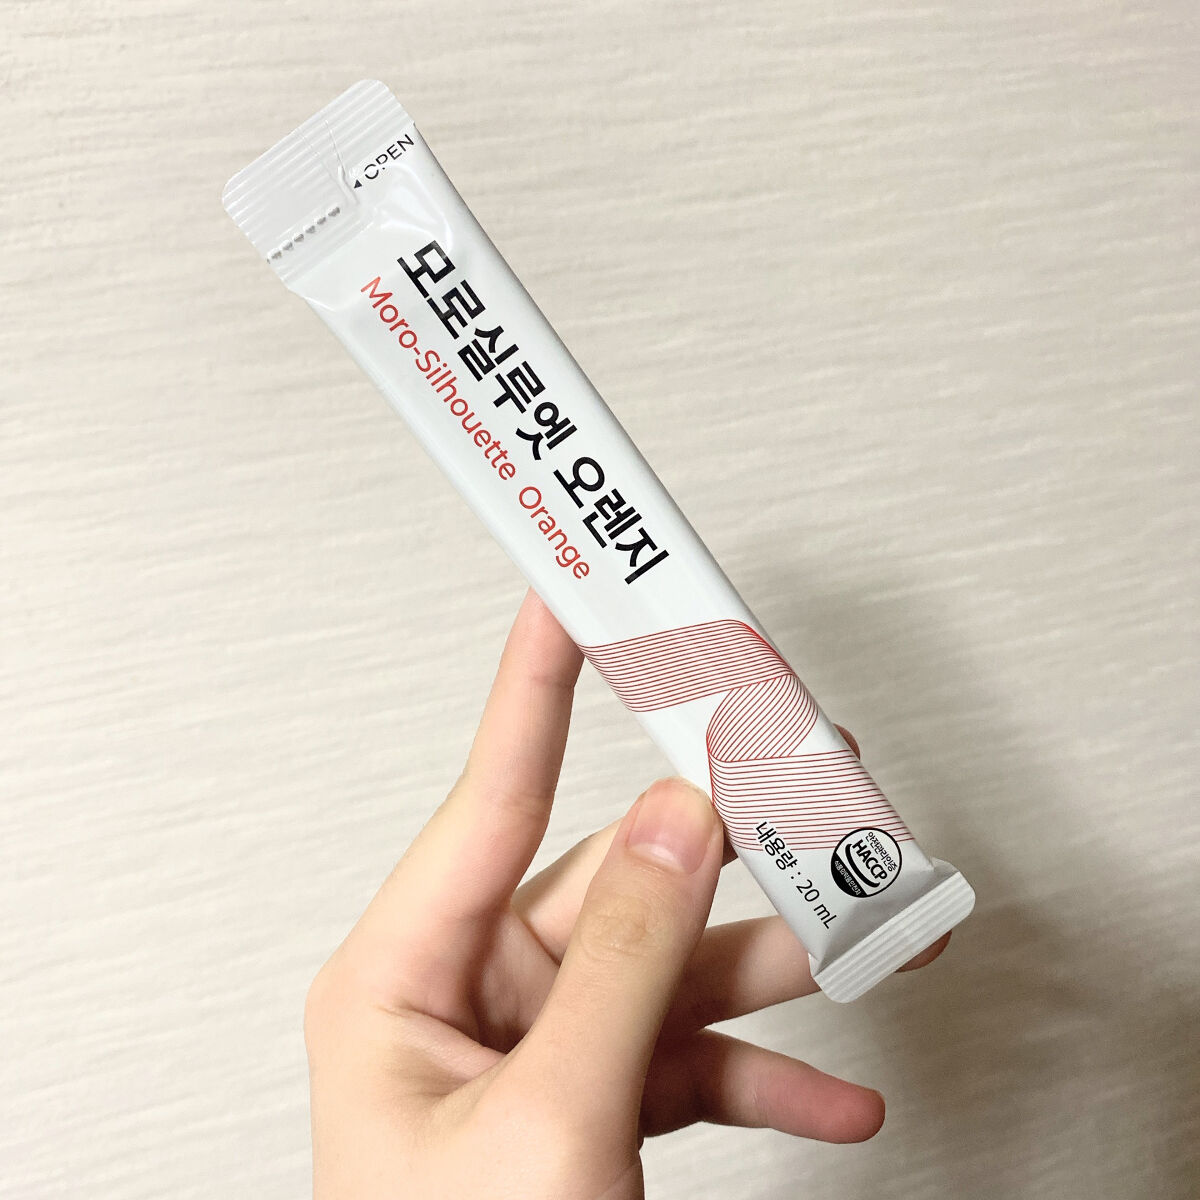 ◀ OPEN
모로실루엣 오렌지
Moro-Silhouette Orange
내용량 : 20 mL
안전관리인증
HACCP
식품의약품안전처